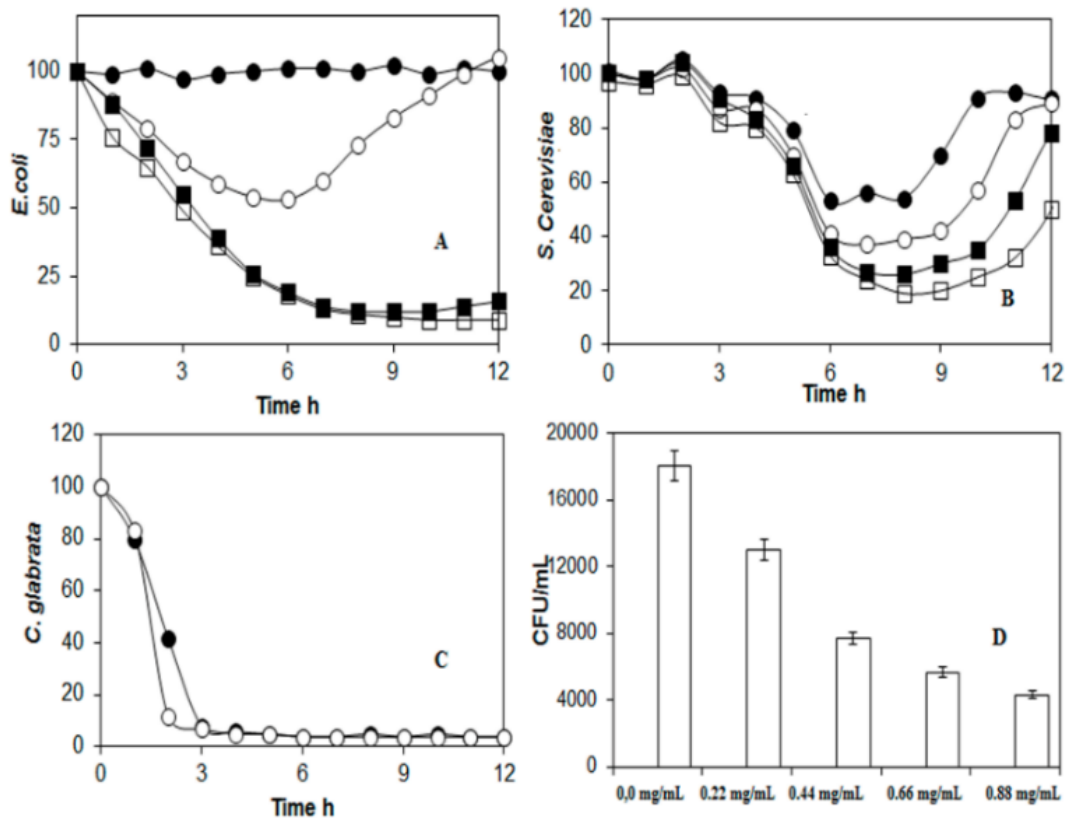 E.coli
100
75
50
25
0
A
0 3 6 9 12
Time h
S. Cerevisiae
120
100
80
60
40
20
0
B
0 3 6 9 12
Time h
C. glabrata
120
100
80
60
40
20
0
C
0 3 6 9 12
Time h
CFU/mL
20000
16000
12000
8000
4000
0
D
0,0 mg/mL 0.22 mg/mL 0.44 mg/mL 0.66 mg/mL 0.88 mg/mL